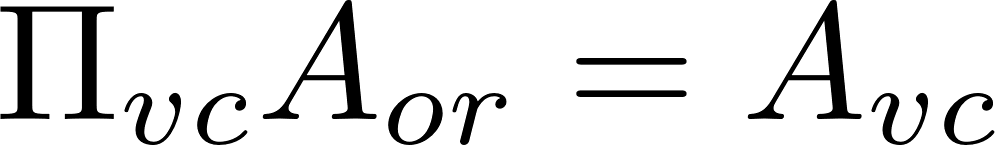 Π_{vc} A_{or} = A_{vc}